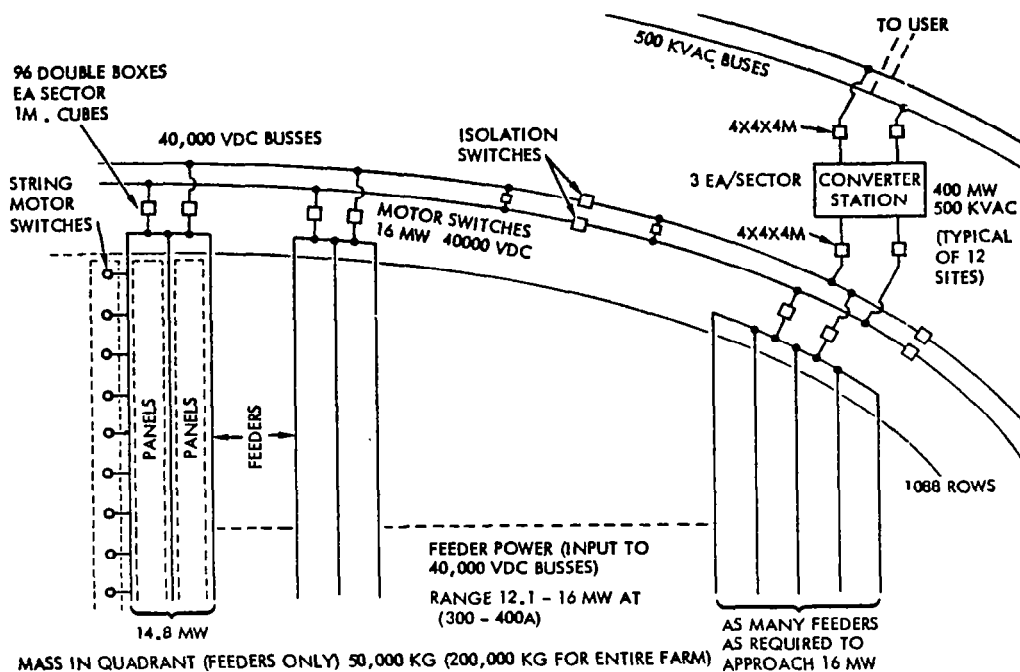 TO USER
500 KVAC BUSES
96 DOUBLE BOXES
EA SECTOR
1M . CUBES
40,000 VDC BUSSES
ISOLATION
SWITCHES
4X4X4M
STRING
MOTOR
SWITCHES
3 EA/SECTOR
CONVERTER
STATION
400 MW
500 KVAC
(TYPICAL
OF 12
SITES)
MOTOR SWITCHES
16 MW 40000 VDC
4X4X4M
PANELS
PANELS
FEEDERS
1088 ROWS
FEEDER POWER (INPUT TO
40,000 VDC BUSSES)
RANGE 12.1 - 16 MW AT
(300 - 400A)
14.8 MW
AS MANY FEEDERS
AS REQUIRED TO
APPROACH 16 MW
MASS IN QUADRANT (FEEDERS ONLY) 50,000 KG (200,000 KG FOR ENTIRE FARM)